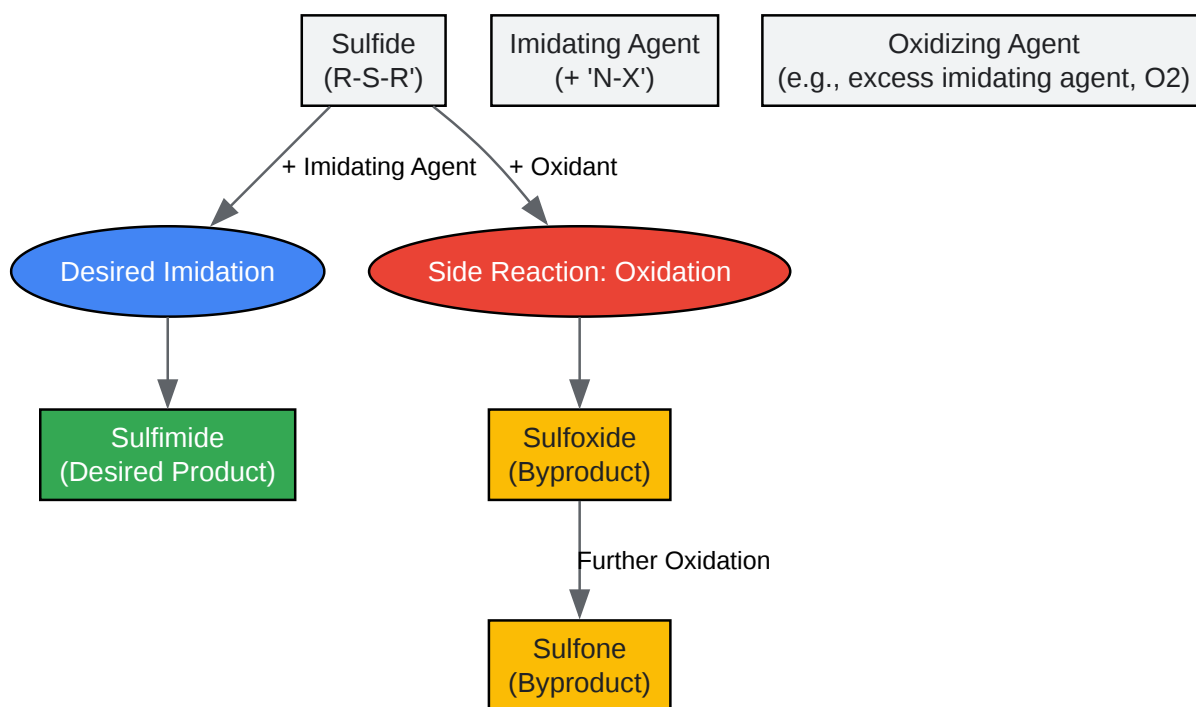 Sulfide
(R-S-R')
Imidating Agent
(+ 'N-X')
Oxidizing Agent
(e.g., excess imidating agent, O2)
+ Imidating Agent
+ Oxidant
Desired Imidation
Side Reaction: Oxidation
Sulfimide
(Desired Product)
Sulfoxide
(Byproduct)
Further Oxidation
Sulfone
(Byproduct)